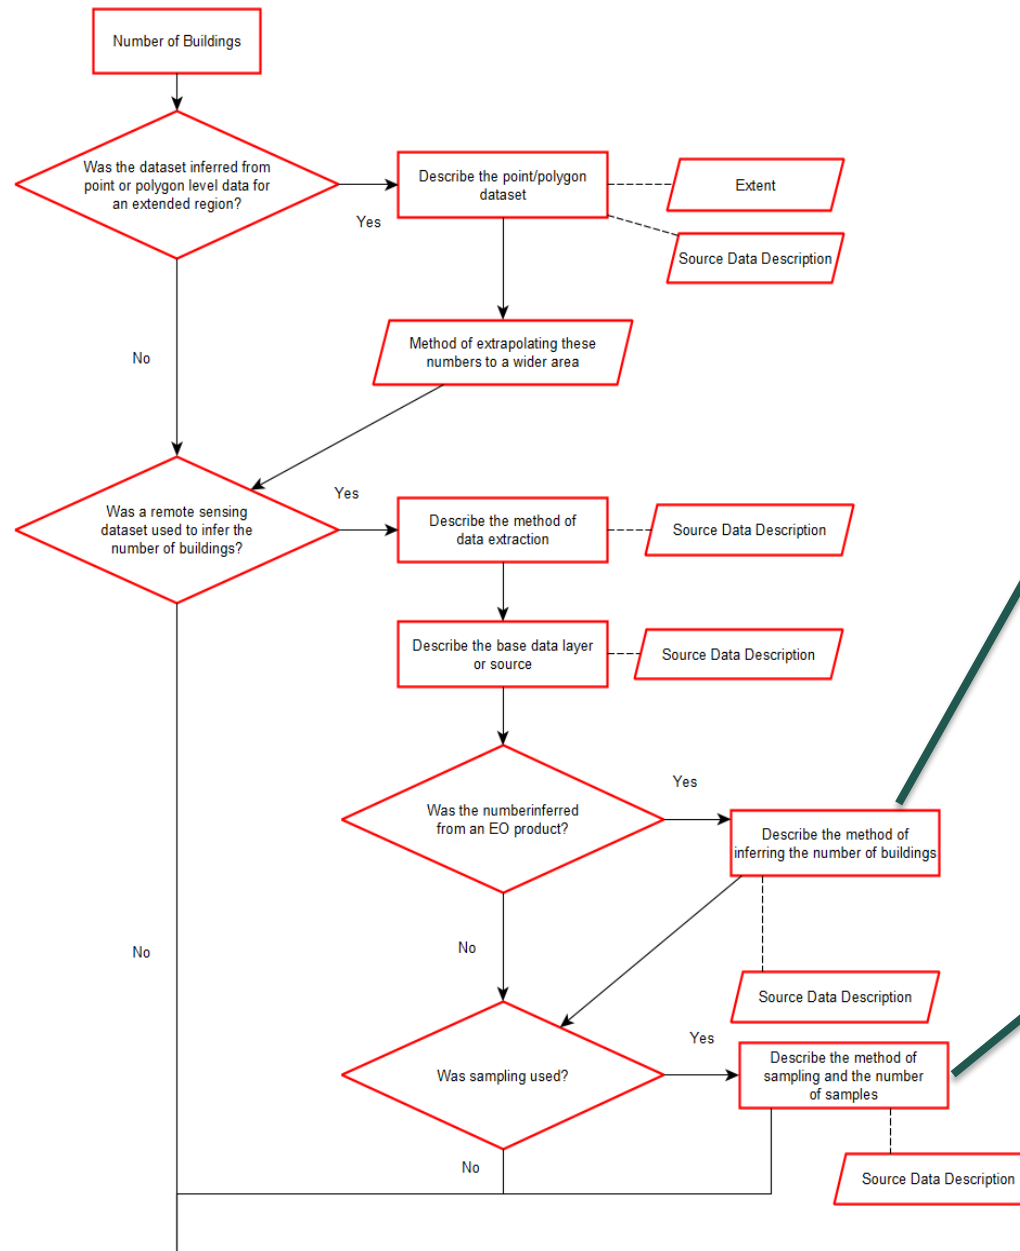 Number of Buildings
Was the dataset inferred from
point or polygon level data for
an extended region?
Yes
Describe the point/polygon
dataset
Extent
Source Data Description
No
Method of extrapolating these
numbers to a wider area
Was a remote sensing
dataset used to infer the
number of buildings?
Yes
Describe the method of
data extraction
Source Data Description
Describe the base data layer
or source
Source Data Description
Was the numberinferred
from an EO product?
Yes
Describe the method of
inferring the number of buildings
No
No
Source Data Description
Was sampling used?
Yes
Describe the method of
sampling and the number
of samples
No
Source Data Description